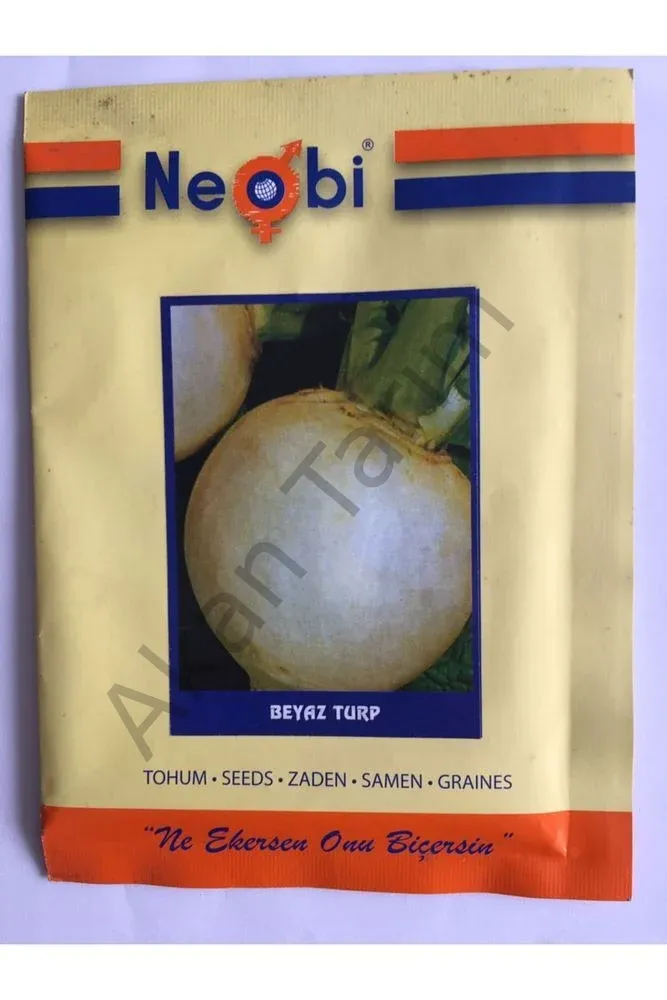 Neobi®
BEYAZ TURP
TOHUM • SEEDS • ZADEN • SAMEN • GRAINES
"Ne Ekersen Onu Biçersin"